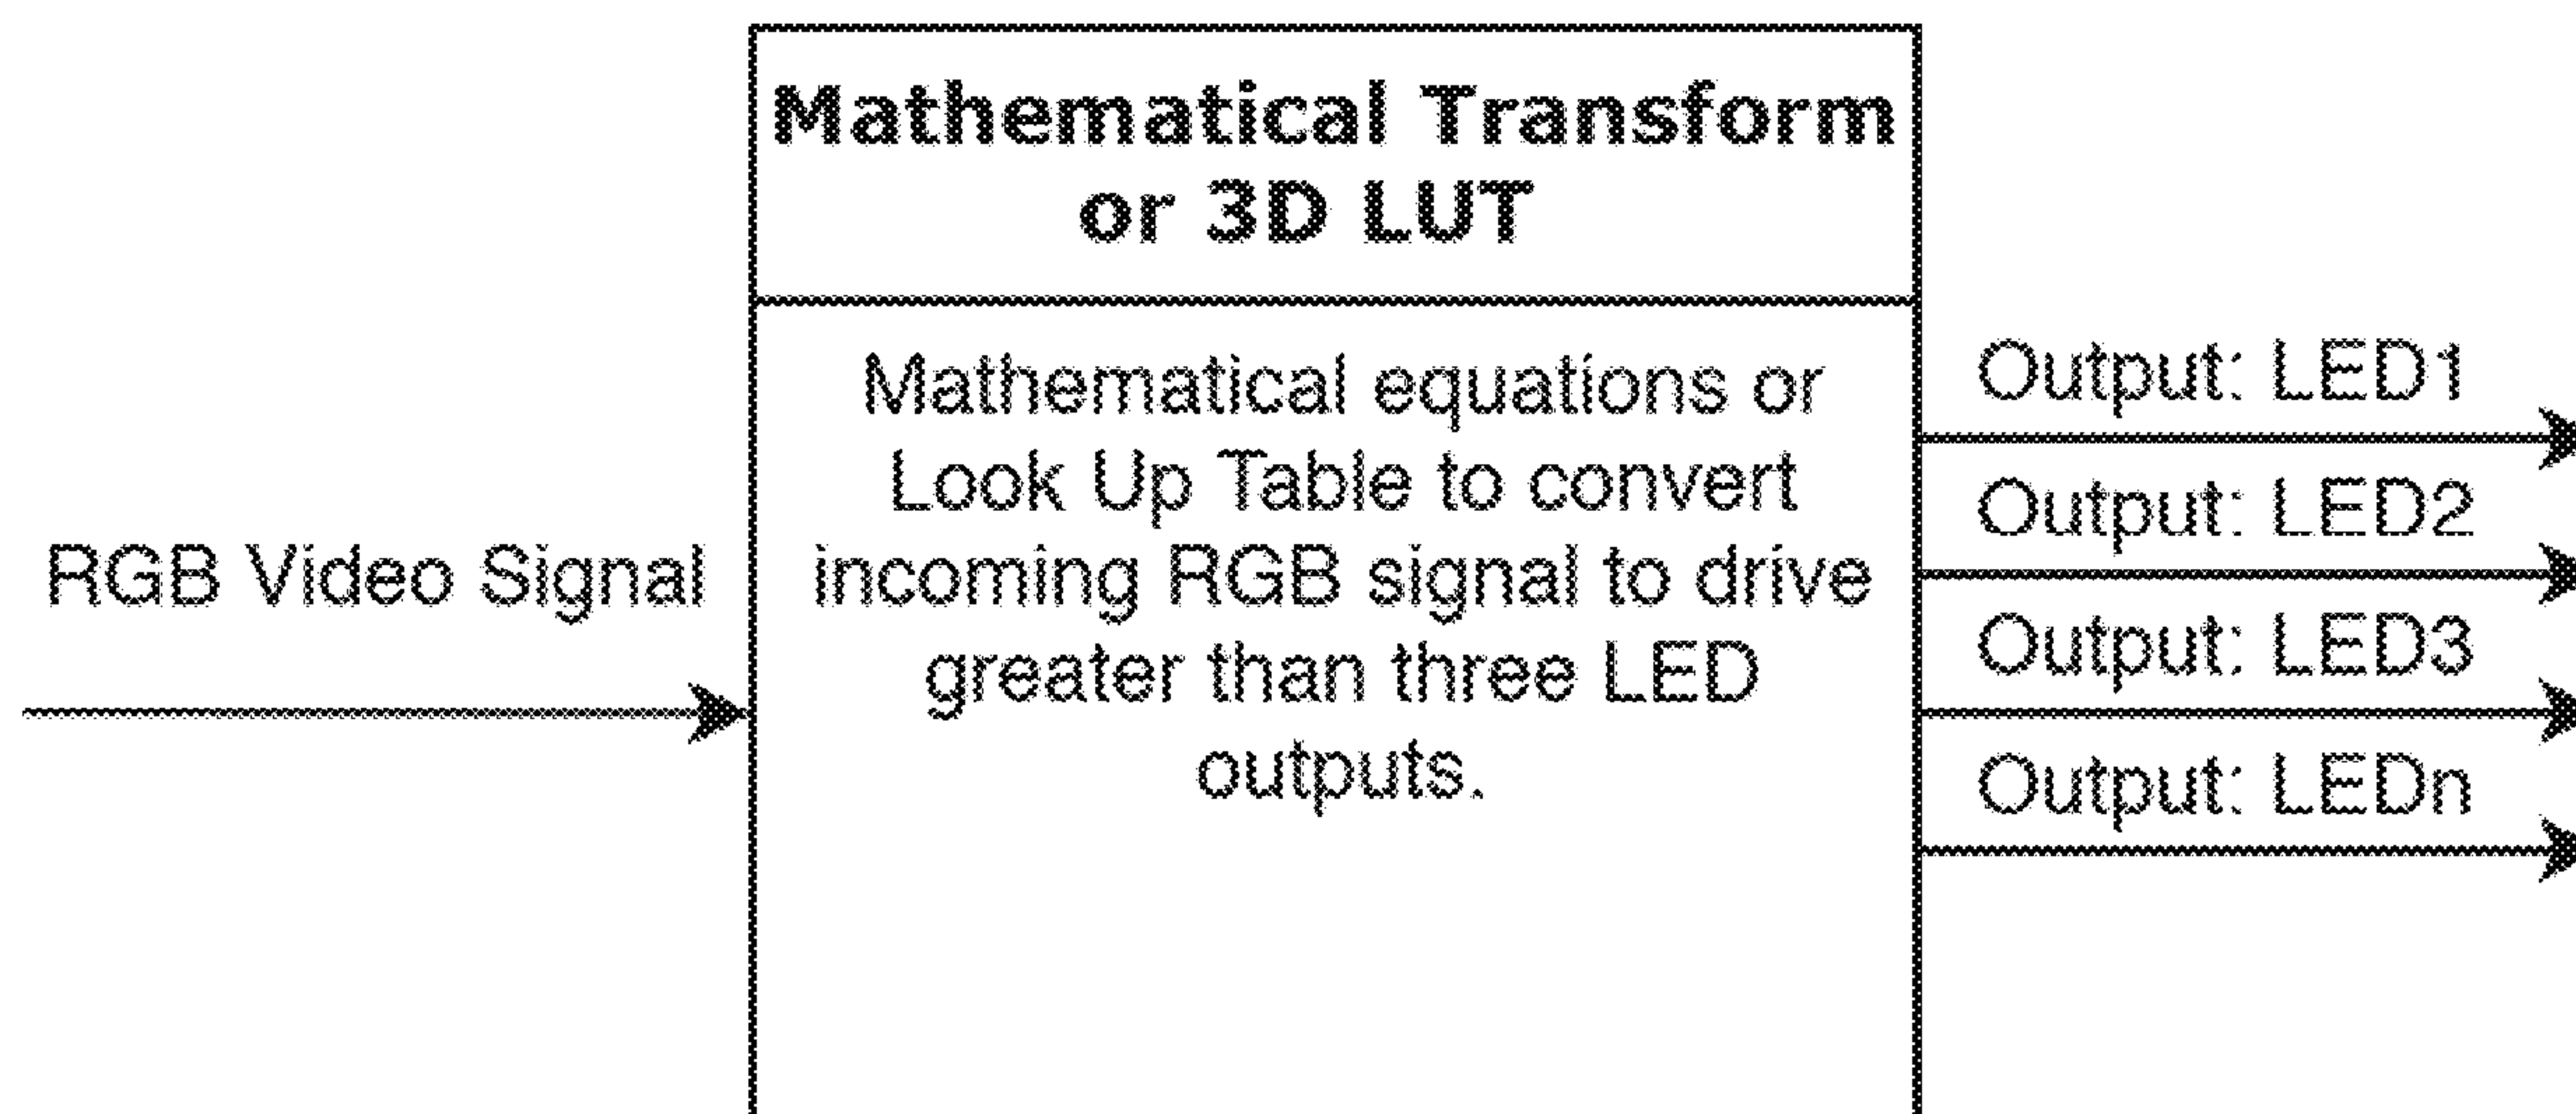 Mathematical Transform
or 3D LUT
RGB Video Signal
Mathematical equations or
Look Up Table to convert
incoming RGB signal to drive
greater than three LED
outputs.
Output: LED1
Output: LED2
Output: LED3
Output: LEDn